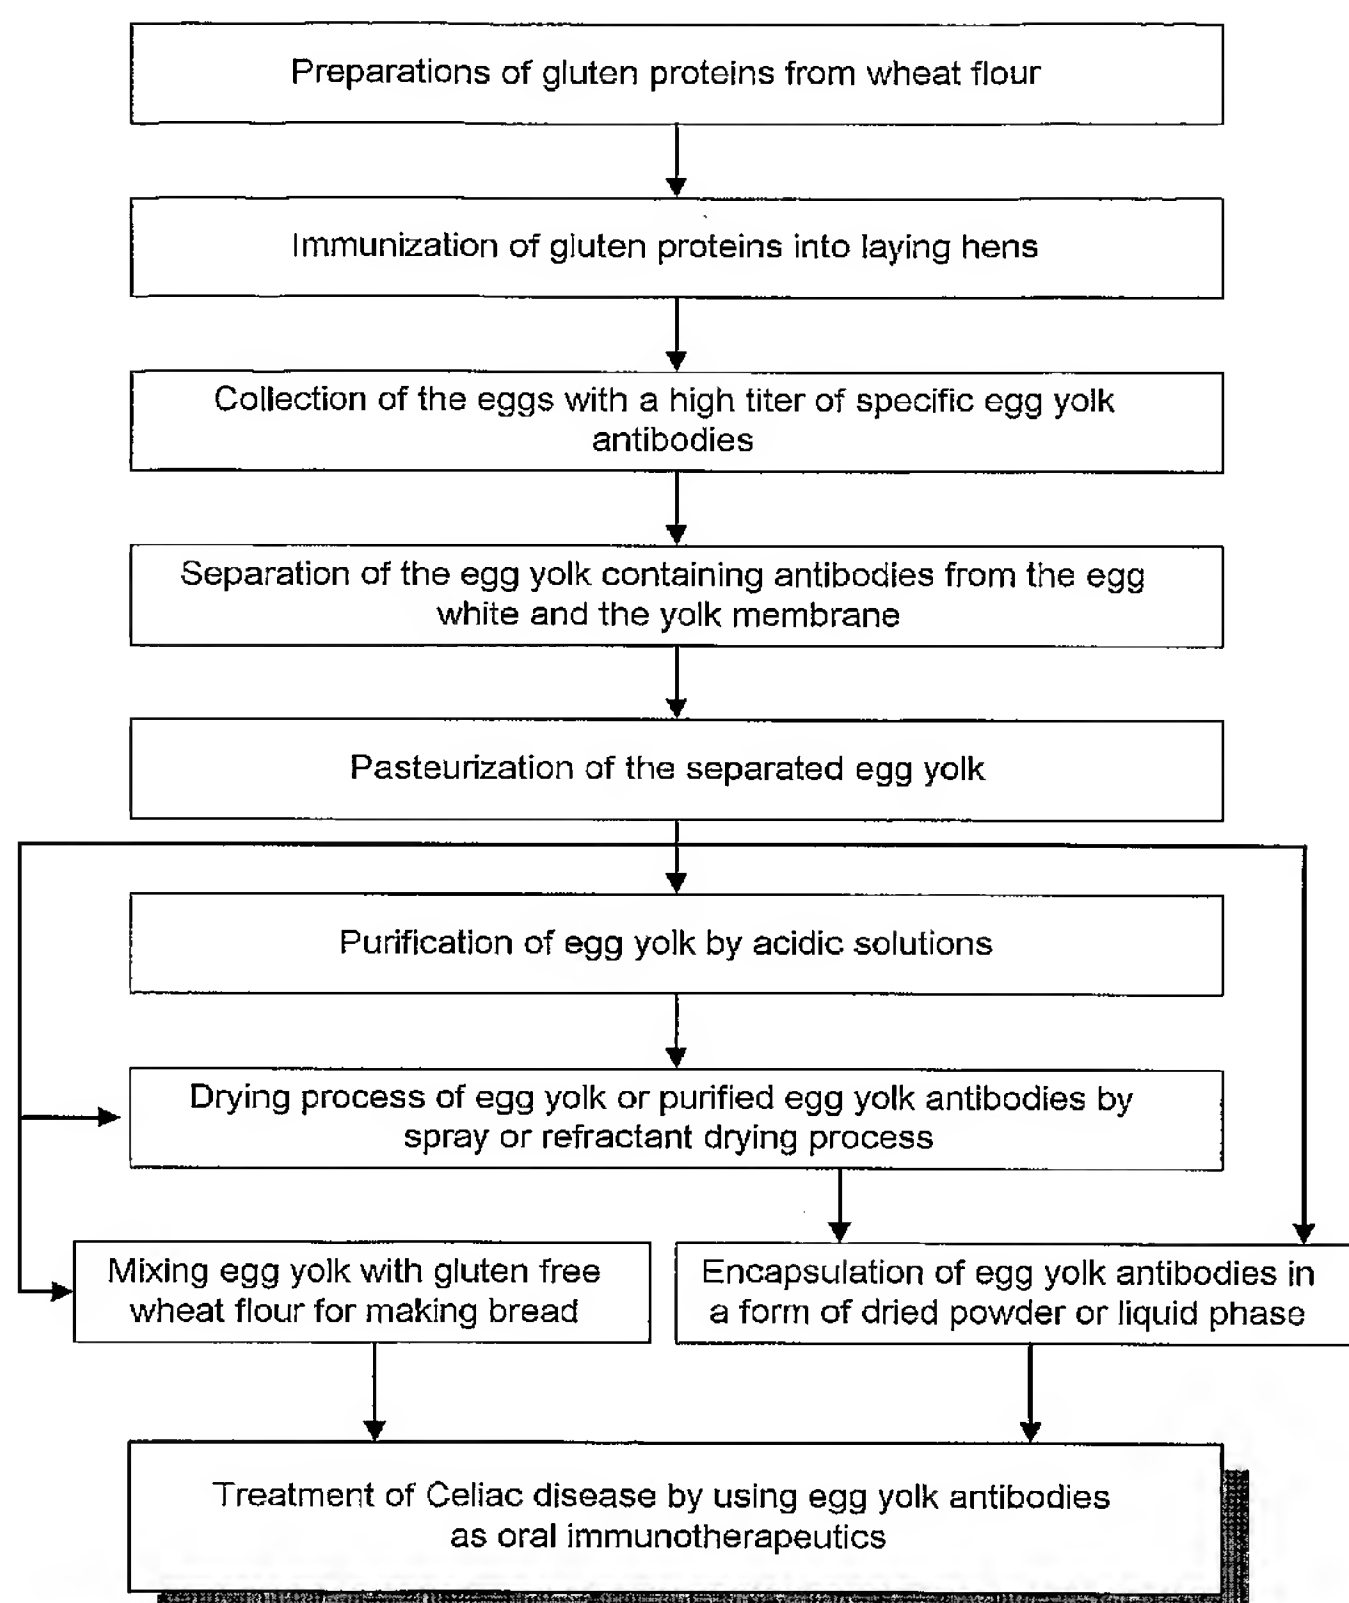 Preparations of gluten proteins from wheat flour
Immunization of gluten proteins into laying hens
Collection of the eggs with a high titer of specific egg yolk
antibodies
Separation of the egg yolk containing antibodies from the egg
white and the yolk membrane
Pasteurization of the separated egg yolk
Purification of egg yolk by acidic solutions
Drying process of egg yolk or purified egg yolk antibodies by
spray or refractant drying process
Mixing egg yolk with gluten free
wheat flour for making bread
Encapsulation of egg yolk antibodies in
a form of dried powder or liquid phase
Treatment of Celiac disease by using egg yolk antibodies
as oral immunotherapeutics